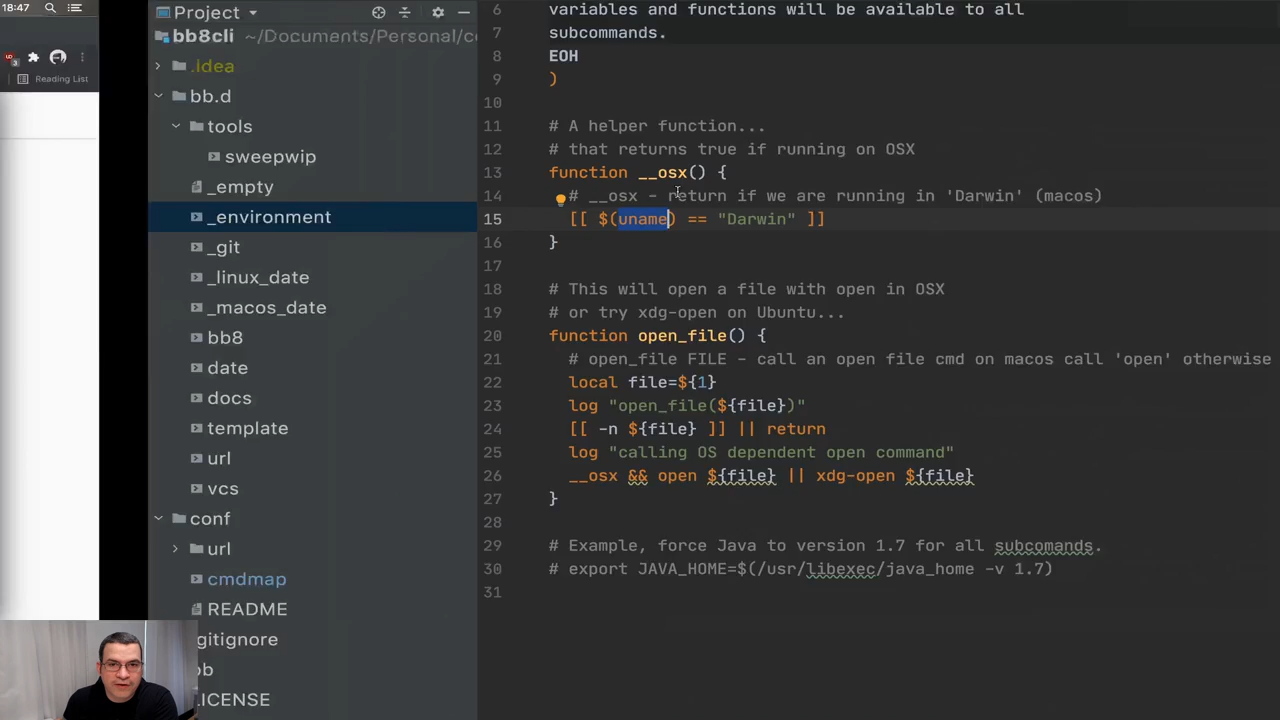 18:47
Reading List
Project
bb8cli ~/Documents/Personal/c
.Idea
bb.d
tools
sweepwip
_empty
_environment
_git
_linux_date
_macos_date
bb8
date
docs
template
url
vcs
conf
url
cmdmap
README
gitignore
bb
LICENSE
6 variables and functions will be available to all
7 subcommands.
8 EOH
9 )
10
11 # A helper function...
12 # that returns true if running on OSX
13 function __osx() {
14 # __osx - return if we are running in 'Darwin' (macos)
15 [[ $(uname) == "Darwin" ]]
16 }
17
18 # This will open a file with open in OSX
19 # or try xdg-open on Ubuntu...
20 function open_file() {
21 # open_file FILE - call an open file cmd on macos call 'open' otherwise
22 local file=${1}
23 log "open_file(${file})"
24 [[ -n ${file} ]] || return
25 log "calling OS dependent open command"
26 __osx && open ${file} || xdg-open ${file}
27 }
28
29 # Example, force Java to version 1.7 for all subcomands.
30 # export JAVA_HOME=$(/usr/libexec/java_home -v 1.7)
31